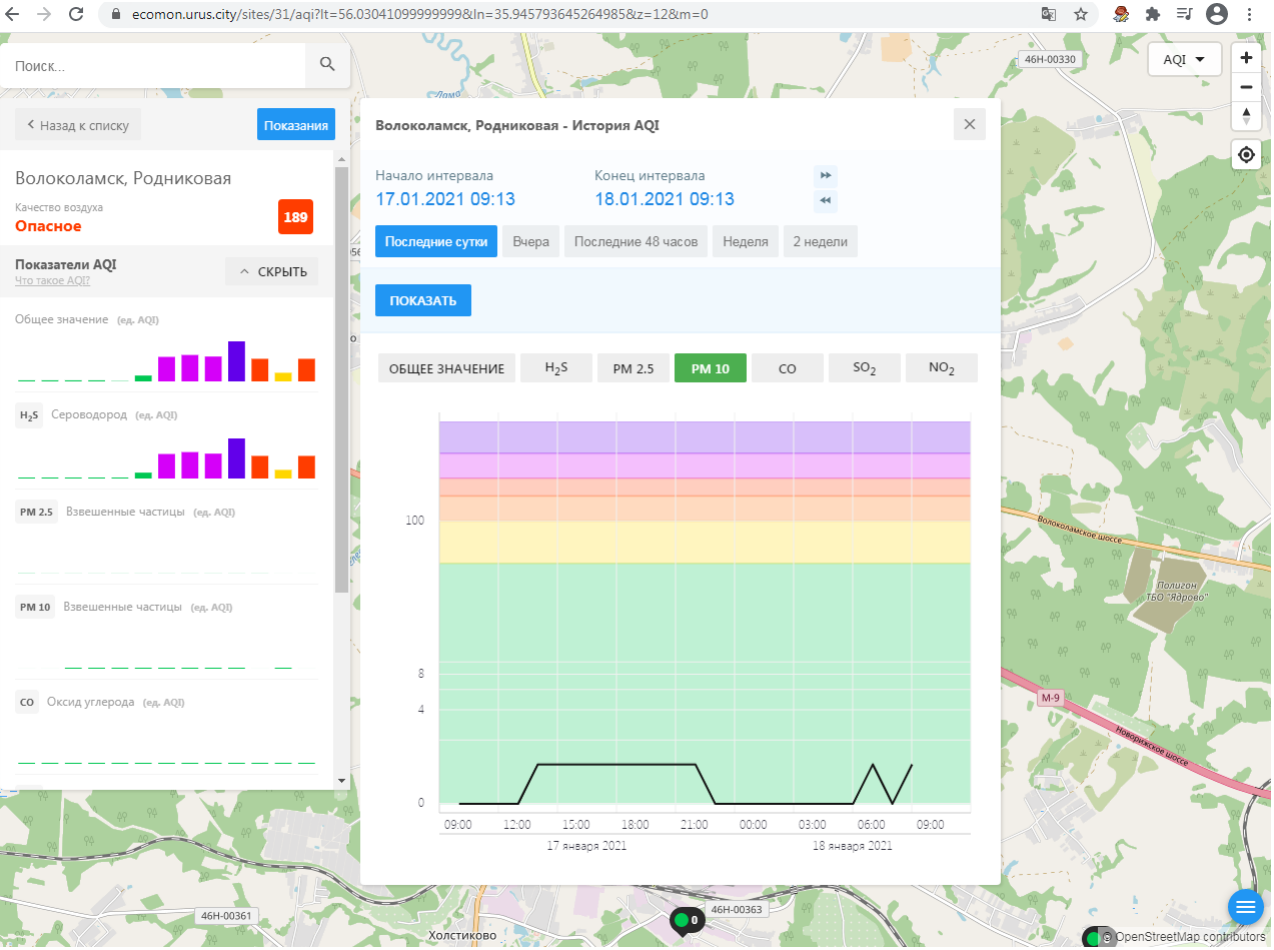 ecomon.urus.city/sites/31/aqi?lt=56.03041099999999&ln=35.945793645264985&z=12&m=0
Поиск...
46Н-00330
AQI
Лама
Назад к списку
Показания
Волоколамск, Родниковая - История AQI
Волоколамск, Родниковая
Качество воздуха
Опасное
189
Начало интервала
Конец интервала
17.01.2021 09:13
18.01.2021 09:13
Последние сутки
Вчера
Последние 48 часов
Неделя
2 недели
Показатели AQI
Что такое AQI?
СКРЫТЬ
ПОКАЗАТЬ
Общее значение (ед. AQI)
ОБЩЕЕ ЗНАЧЕНИЕ
H2S
PM 2.5
PM 10
CO
SO2
NO2
H2S Сероводород (ед. AQI)
PM 2.5 Взвешенные частицы (ед. AQI)
PM 10 Взвешенные частицы (ед. AQI)
CO Оксид углерода (ед. AQI)
100
8
4
0
09:00 12:00 15:00 18:00 21:00 00:00 03:00 06:00 09:00
17 января 2021
18 января 2021
Волоколамское шоссе
Полигон
ТБО "Ядрово"
М-9
Новорижское шоссе
46Н-00361
46Н-00363
0
Холстиково
© OpenStreetMap contributors